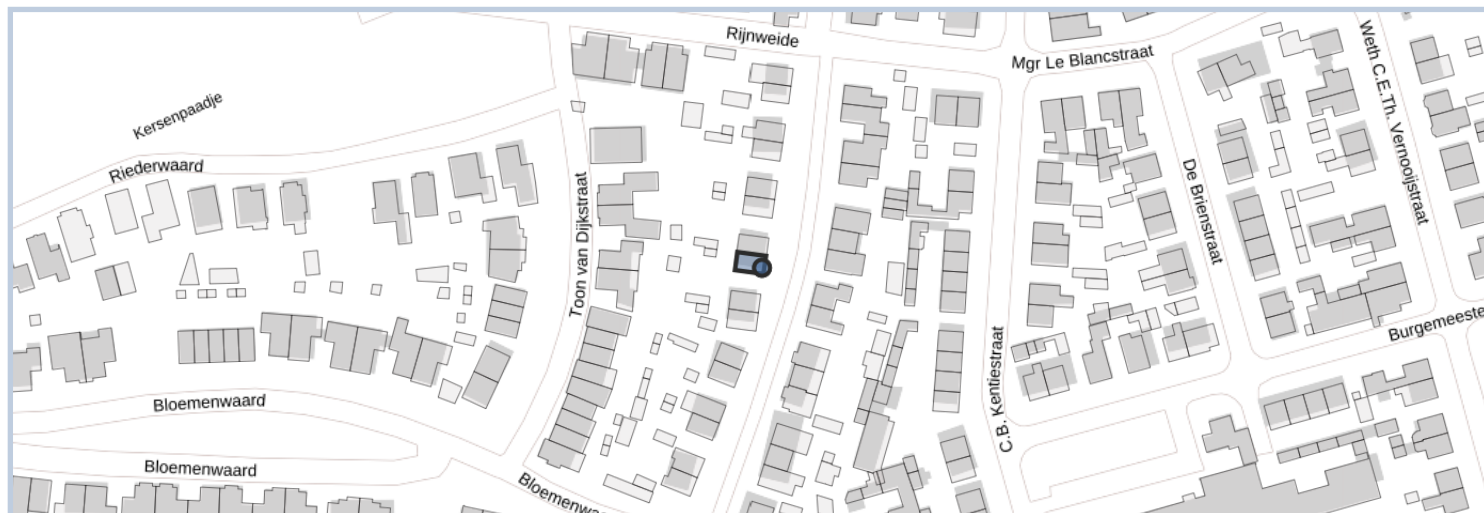 Rijnweide
Mgr Le Blancstraat
Weth C.E.Th. Vernooijstraat
Kersenpaadje
Riederwaard
Toon van Dijkstraat
De Brienstraat
C.B. Kentiestraat
Burgemeeste
Bloemenwaard
Bloemenwaard
Bloemenwa